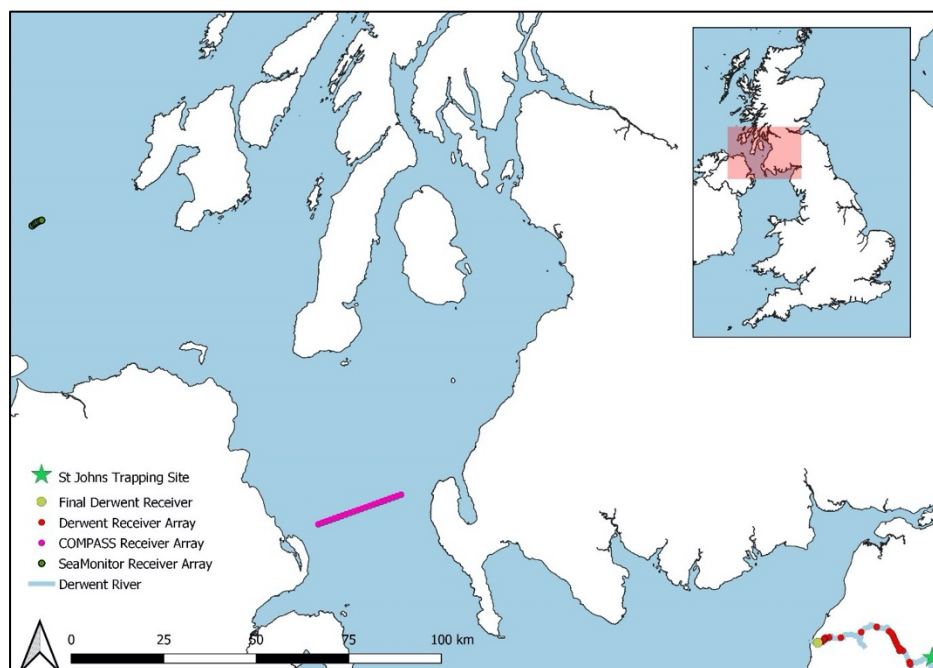 St Johns Trapping Site
Final Derwent Receiver
Derwent Receiver Array
COMPASS Receiver Array
SeaMonitor Receiver Array
Derwent River
0 25 50 75 100 km